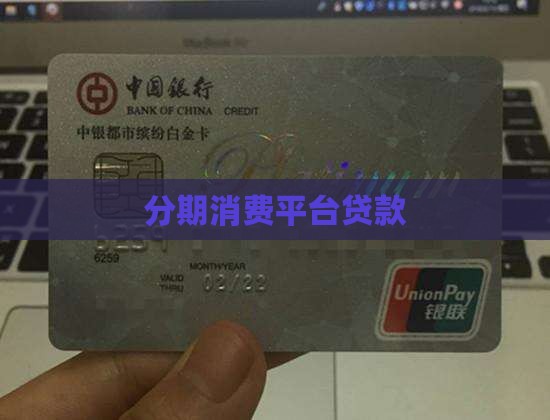 中国银行
BANK OF CHINA CREDIT
中银都市缤纷白金卡
Platinum
分期消费平台贷款
6259
MONTH/YEAR
VALID
THRU
02/22
UnionPay
银联